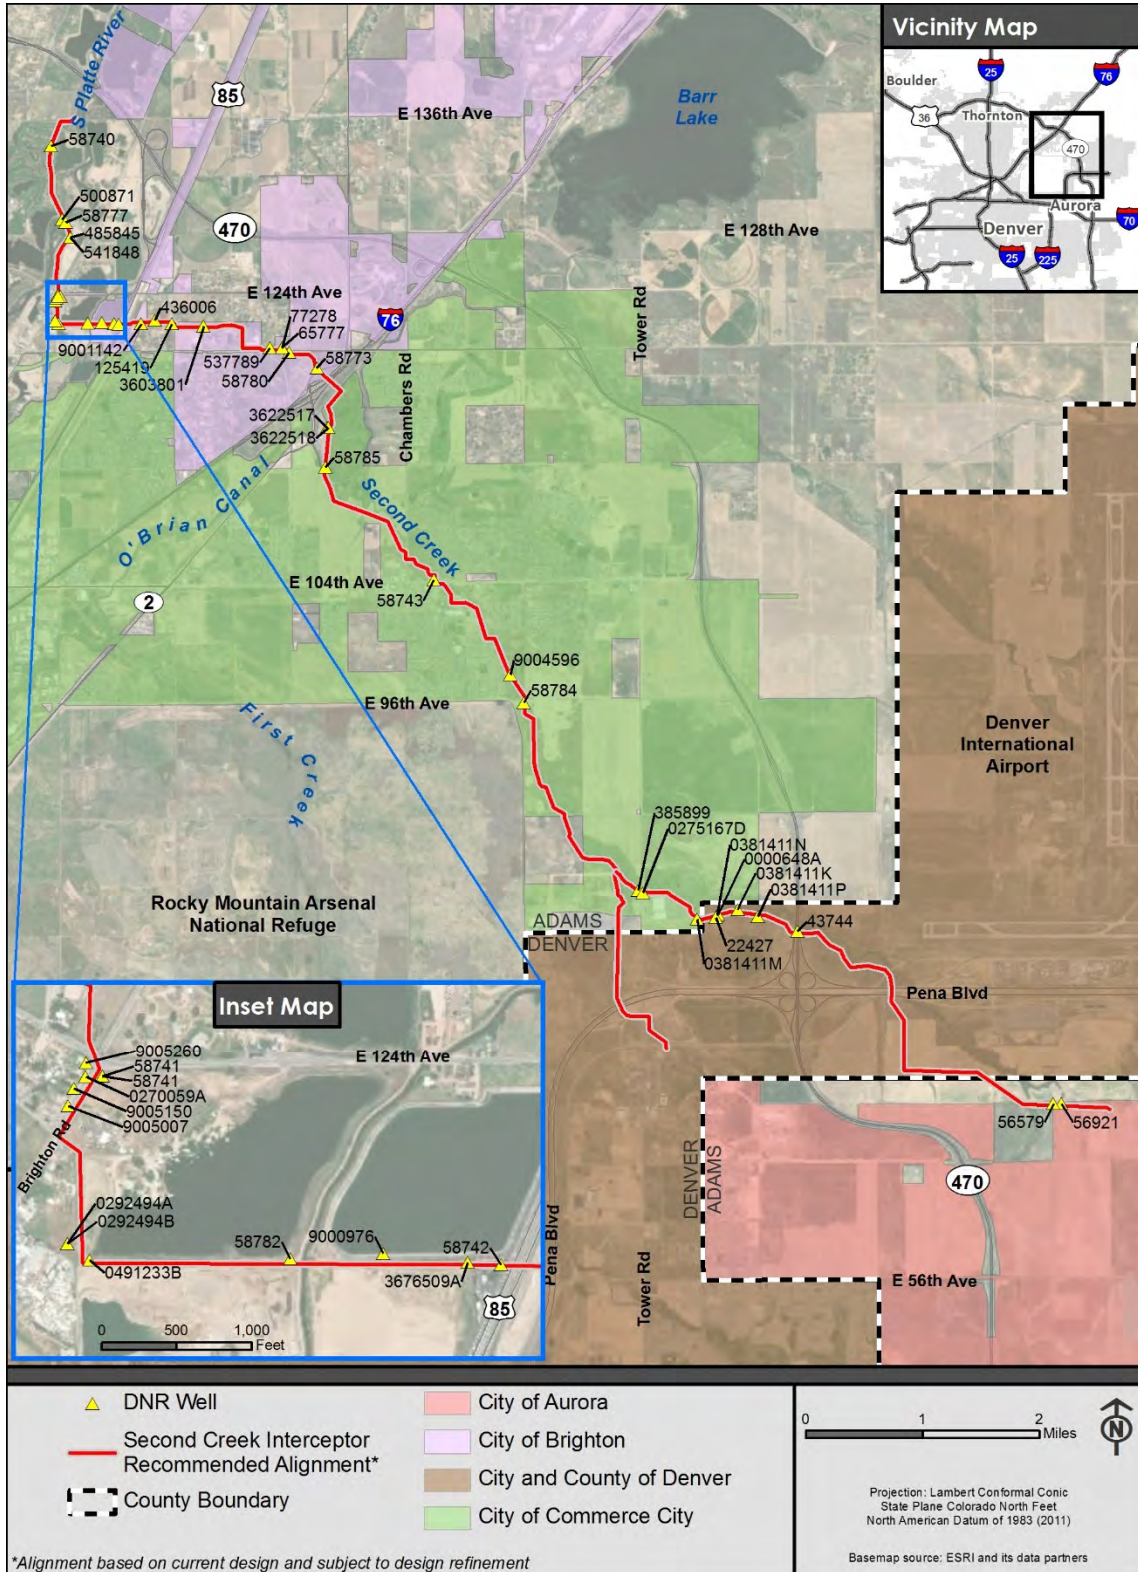 Vicinity Map
Boulder
25
76
36
Thornton
470
Aurora
Denver
70
25
225
S Platte River
85
E 136th Ave
Barr
Lake
58740
500871
58777
485845
541848
470
E 128th Ave
E 124th Ave
76
Tower Rd
436006
77278
65777
9001142
125419
3603801
537789
58780
58773
Chambers Rd
3622517
3622518
58785
O'Brian Canal
Second Creek
E 104th Ave
58743
2
9004596
58784
E 96th Ave
First Creek
Denver
International
Airport
385899
0275167D
0381411N
0000648A
0381411K
0381411P
43744
22427
0381411M
Rocky Mountain Arsenal
National Refuge
ADAMS
DENVER
Pena Blvd
56579
56921
DENVER
ADAMS
470
Pena Blvd
Tower Rd
E 56th Ave
Inset Map
E 124th Ave
9005260
58741
58741
0270059A
9005150
9005007
Brighton Rd
0292494A
0292494B
0491233B
58782
9000976
58742
3676509A
85
0 500 1,000
Feet
DNR Well
Second Creek Interceptor
Recommended Alignment*
County Boundary
City of Aurora
City of Brighton
City and County of Denver
City of Commerce City
0 1 2
Miles
N
Projection: Lambert Conformal Conic
State Plane Colorado North Feet
North American Datum of 1983 (2011)
Basemap source: ESRI and its data partners
*Alignment based on current design and subject to design refinement